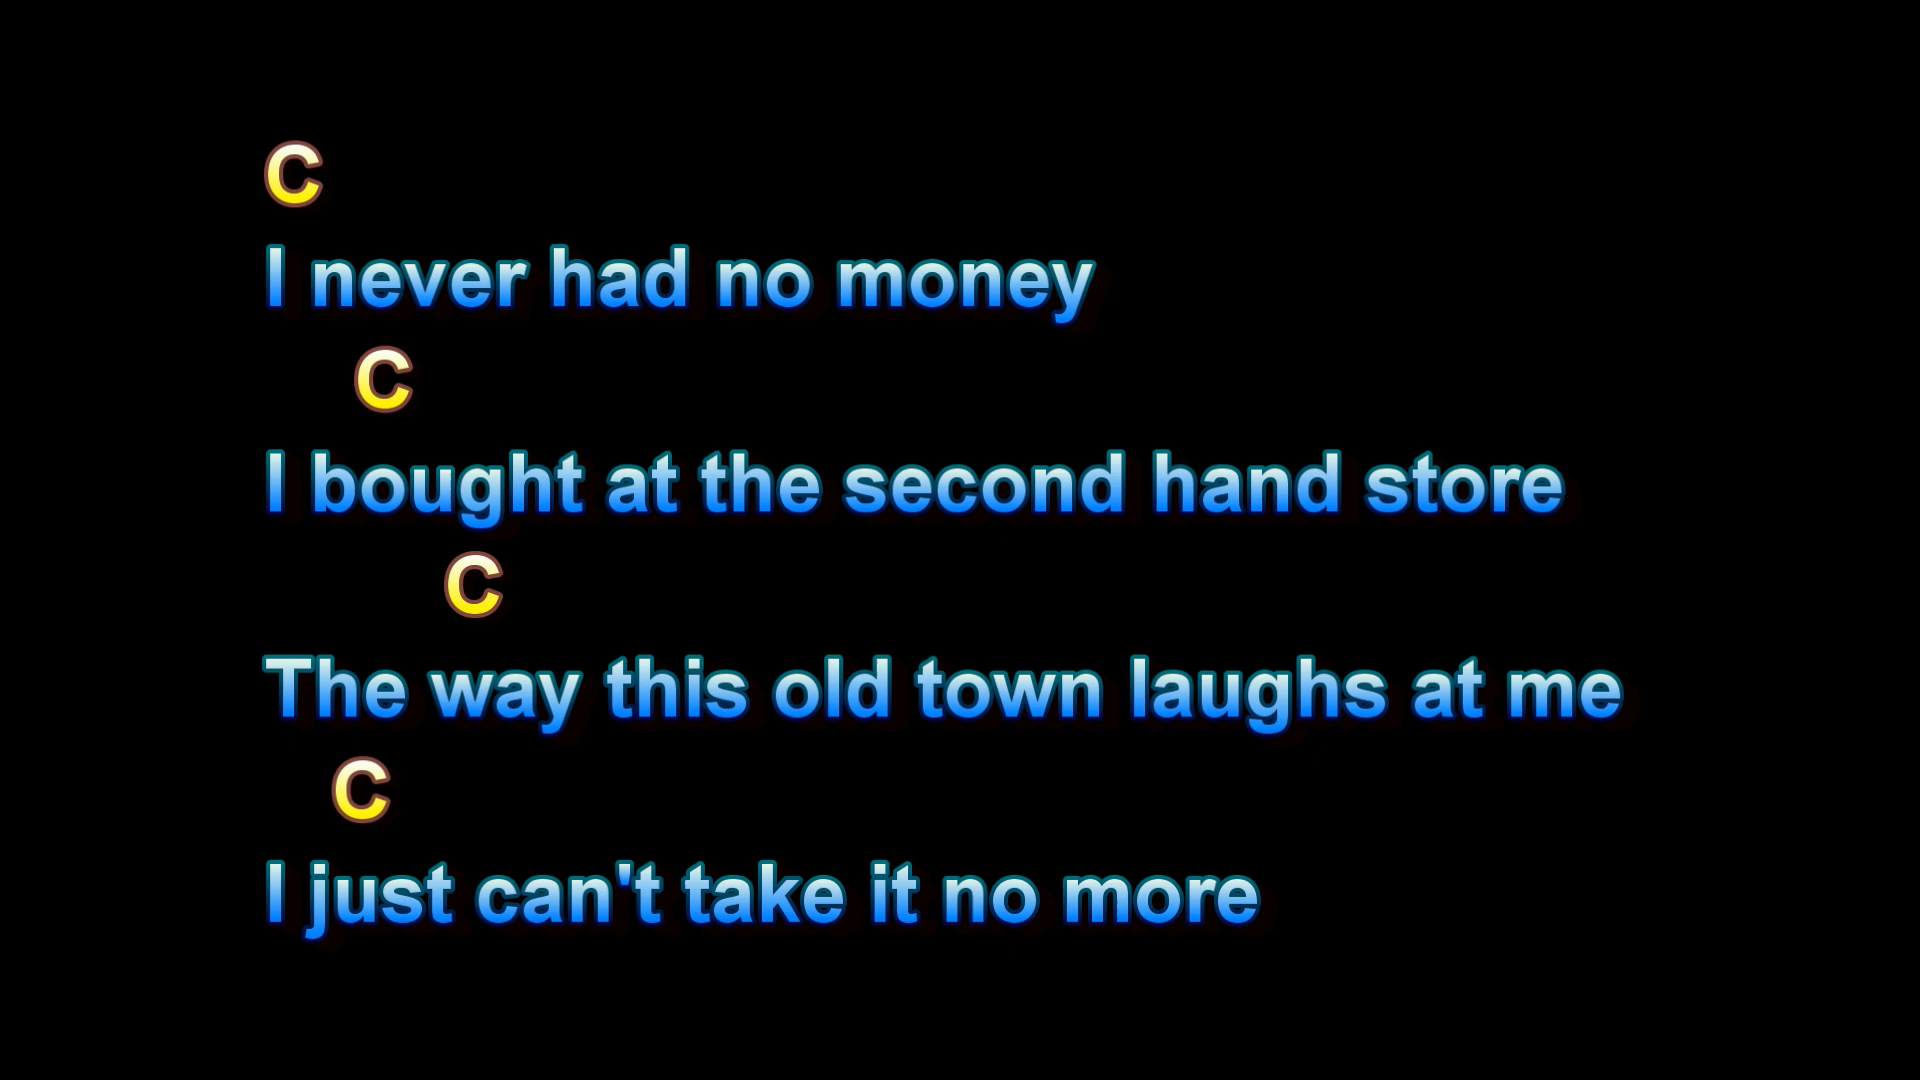 C
I never had no money
C
I bought at the second hand store
C
The way this old town laughs at me
C
I just can't take it no more